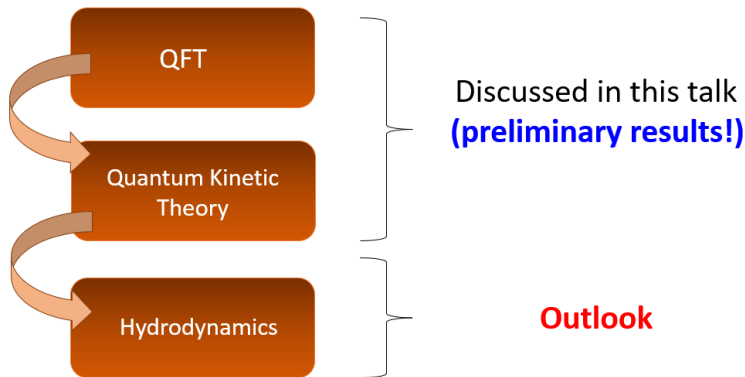 QFT
Discussed in this talk
(preliminary results!)
Quantum Kinetic
Theory
Hydrodynamics
Outlook